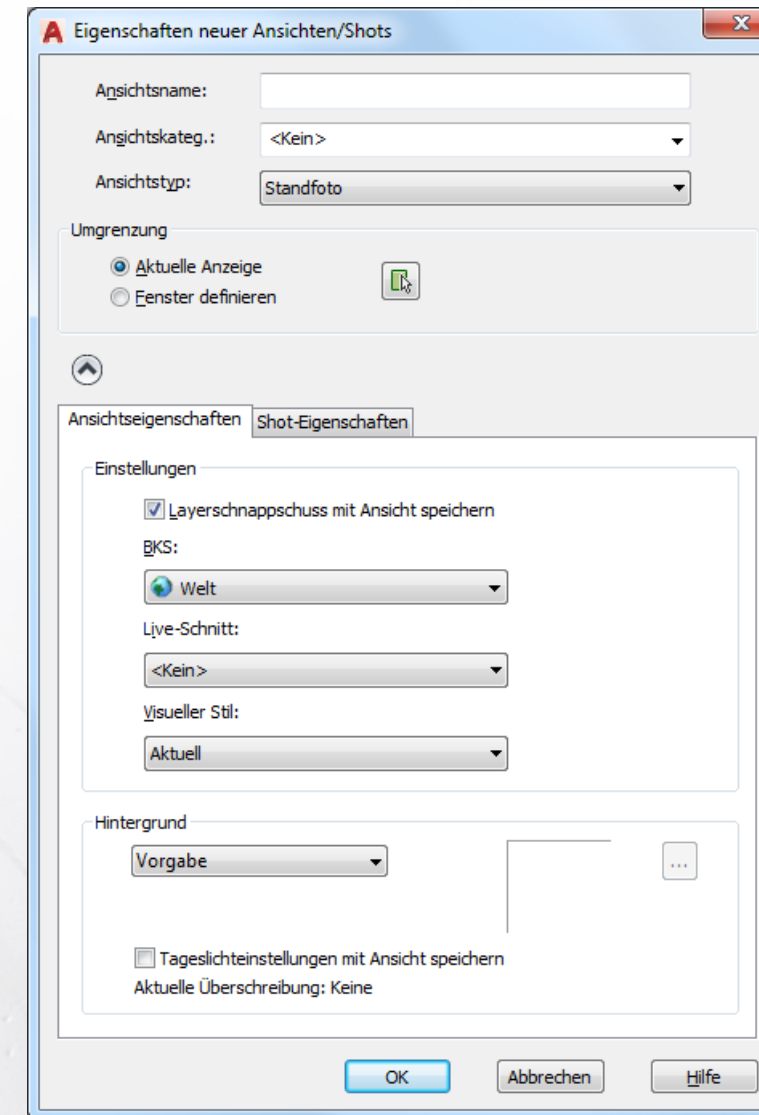 Eigenschaften neuer Ansichten/Shots
Ansichtsname:
Ansichtskateg.: <Kein>
Ansichtstyp: Standfoto
Umgrenzung
Aktuelle Anzeige
Fenster definieren
Ansichtseigenschaften Shot-Eigenschaften
Einstellungen
Layerschnappschuss mit Ansicht speichern
BKS:
Welt
Live-Schnitt:
<Kein>
Visueller Stil:
Aktuell
Hintergrund
Vorgabe ...
Tageslichteinstellungen mit Ansicht speichern
Aktuelle Überschreibung: Keine
OK Abbrechen Hilfe